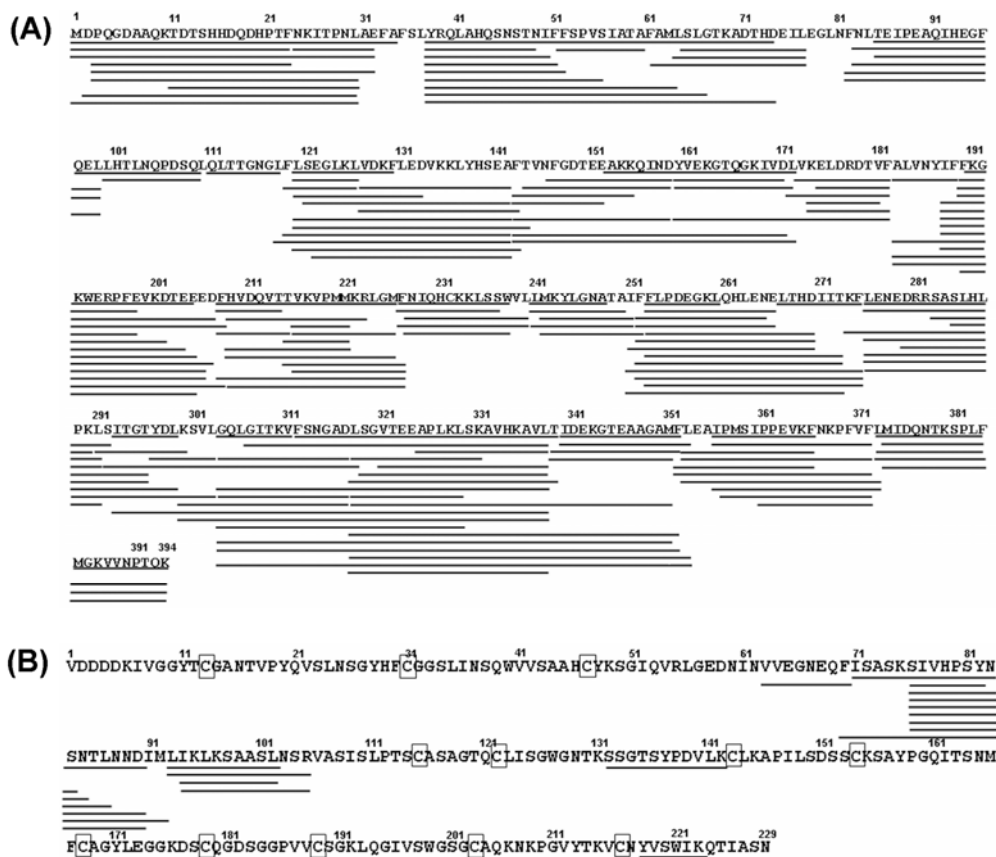 (A)
1 11 21 31 41 51 61 71 81 91
MDPQGDAAQKTDTSHHDQDHPTFNKITPNLAEFAFSLYRQLAHQSNSTNIFFSPVSIATAFAMLSLGTKADTHDEILEGLNFNLTEIPEAQIHEGF
101 111 121 131 141 151 161 171 181 191
QELLHTLNQPDSQLQLTTGNGLFLSEGLKLVDKFLEDVKKLYHSEAFTVNFGDTEEAKKQINDYVEKGTQGKIVDLVKELDRDTVFALVNYIFFKG
201 211 221 231 241 251 261 271 281
KWERPFEVKDTEEEDFHVDQVTTVKVPMMKRLGMFNIQHCKKLSSWVLLMKYLGNATAIFFLPDEGKLQHLENELTHDIITKFLENEDRRSASLHL
291 301 311 321 331 341 351 361 371 381
PKLSITGTYDLKSVLGQLGITKVFSNGADLSGVTEEAPLKLSKAVHKAVLTIDEKGTEAAGAMFLEAIPMSIPPEVKFNKPFVFLMIDQNTKSPLF
391 394
MGKVVNPTQK
(B)
1 11 21 31 41 51 61 71 81
VDDDDKIVGGYTCGANTVPYQVSLNSGYHFCGGSLINSQWVVSAAHCYKSGIQVRLGEDNINVVEGNEQFISASKSIVHPSYN
91 101 111 121 131 141 151 161
SNTLNNDIMLIKLKSAASLNSRVASISLPTSCASAGTQCLISGWGNTKSSGTSYPDVLKCLKAPILSDSSCKSAYPGQITSNM
171 181 191 201 211 221 229
FCAGYLEGGKDSCQGDSGGPVVCSGKLQGIVSWGSGCAQKNKPGVYTKVCNYVSWIKQTIASN